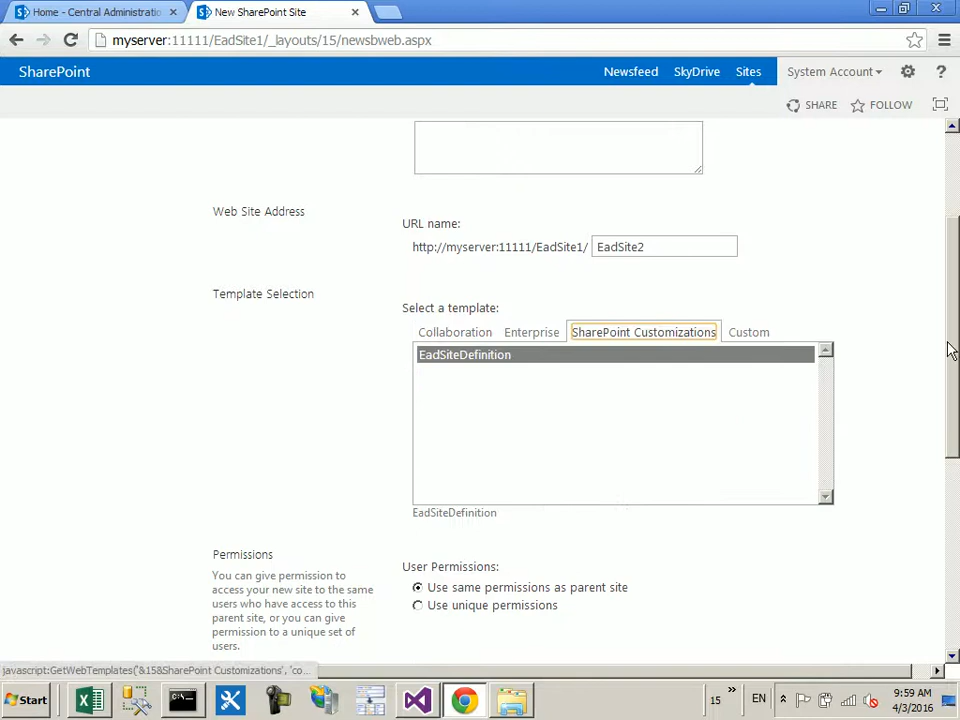 Home - Central Administratio
New SharePoint Site
myserver:11111/EadSite1/_layouts/15/newsbweb.aspx
SharePoint
Newsfeed
SkyDrive
Sites
System Account
?
SHARE
FOLLOW
Web Site Address
URL name:
http://myserver:11111/EadSite1/
EadSite2
Template Selection
Select a template:
Collaboration
Enterprise
SharePoint Customizations
Custom
EadSiteDefinition
EadSiteDefinition
Permissions
You can give permission to
access your new site to the same
users who have access to this
parent site, or you can give
permission to a unique set of
users.
User Permissions:
Use same permissions as parent site
Use unique permissions
javascript:GetWebTemplates("&15&SharePoint Customizations', 'co...
Start
15
»
EN
9:59 AM
4/3/2016